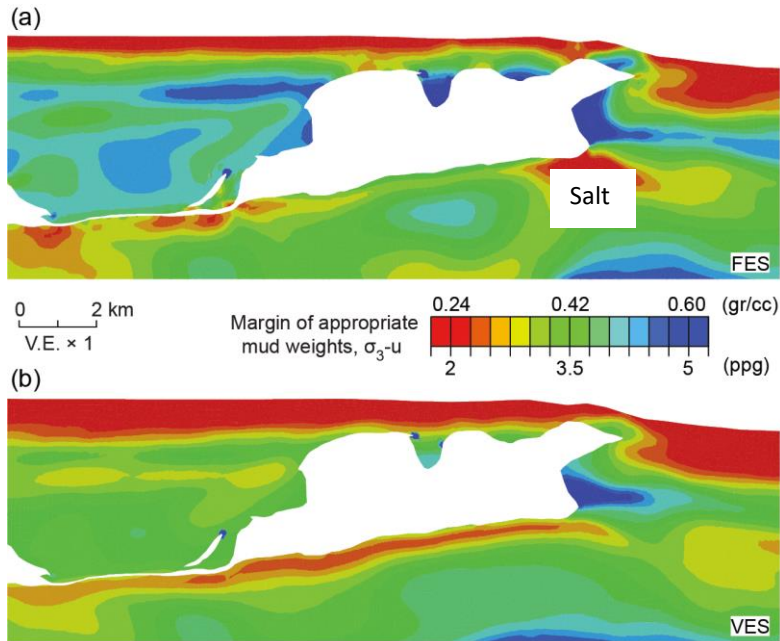 (a)
Salt
FES
0 2 km
V.E. × 1
Margin of appropriate
mud weights, σ₃-u
0.24 0.42 0.60 (gr/cc)
2 3.5 5 (ppg)
(b)
VES